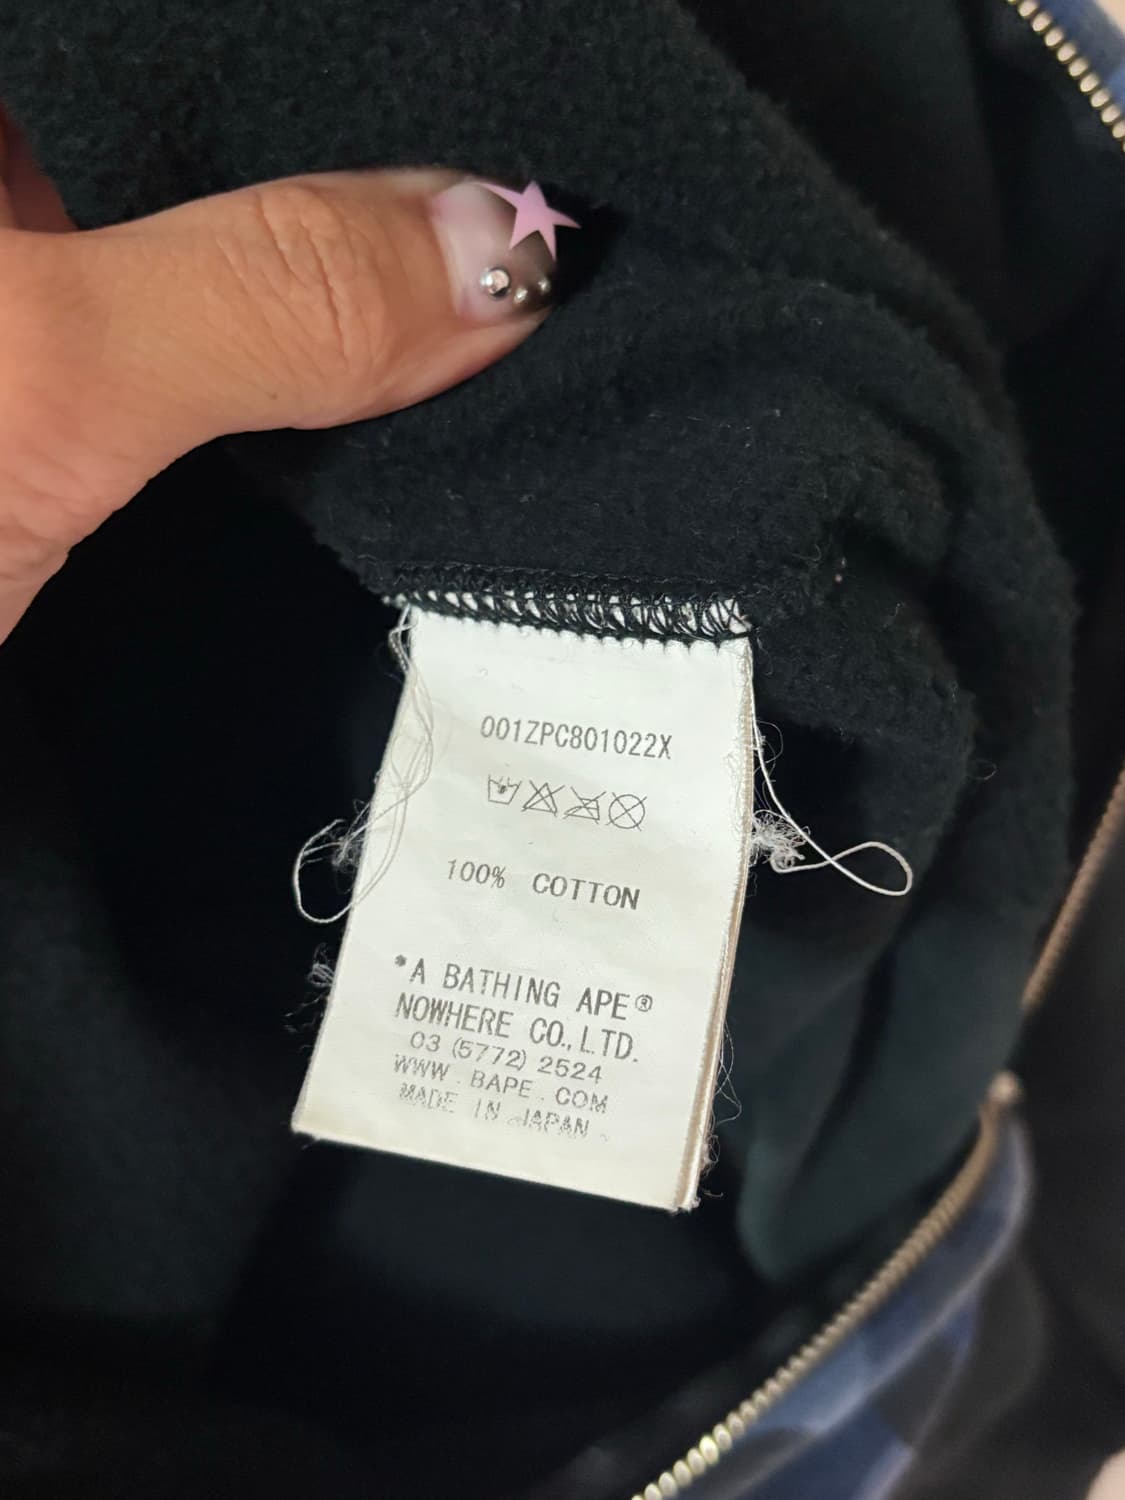 001ZPC801022X
100% COTTON
*A BATHING APE®
NOWHERE CO., LTD.
03 (5772) 2524
WWW.BAPE.COM
MADE IN JAPAN